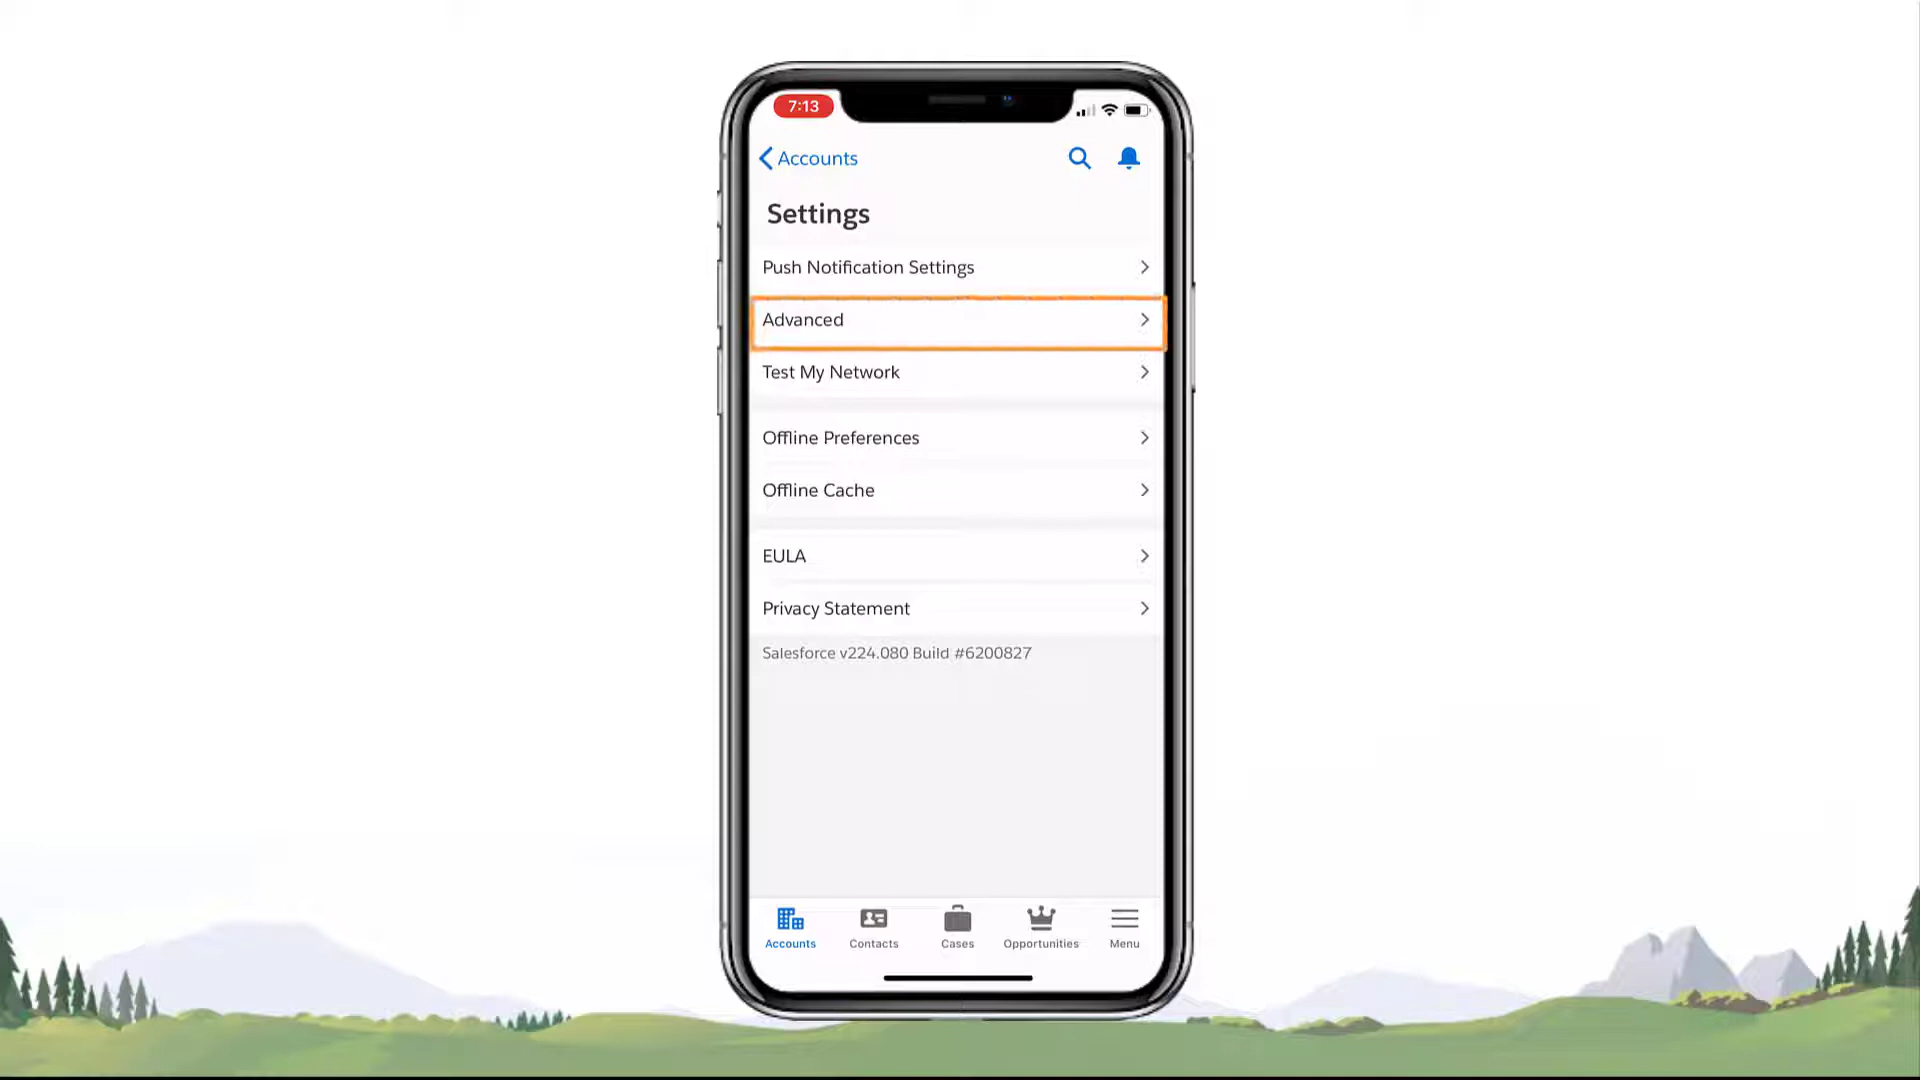 7:13
Accounts
Settings
Push Notification Settings
Advanced
Test My Network
Offline Preferences
Offline Cache
EULA
Privacy Statement
Salesforce v224.080 Build #6200827
Accounts
Contacts
Cases
Opportunities
Menu